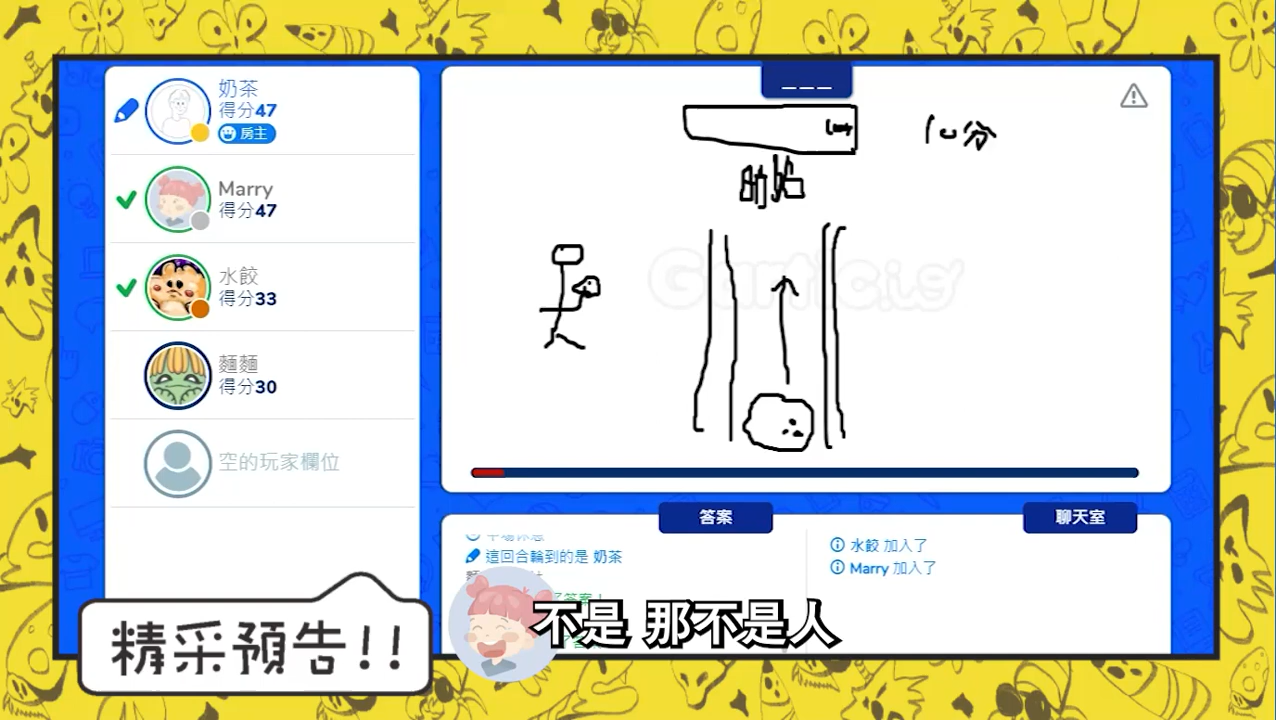 奶茶
得分47
房主
Marry
得分47
水餃
得分33
麵麵
得分30
空的玩家欄位
_ _ _
10分
Gartic.io
答案
聊天室
這回合輪到的是 奶茶
水餃 加入了
Marry 加入了
不是 那不是人
精采預告!!